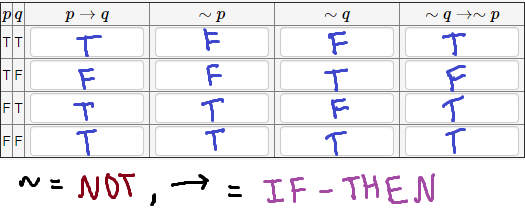 p q p → q ~ p ~ q ~ q →~ p
T T T F F T
T F F F T F
F T T T F T
F F T T T T
~ = NOT , → = IF - THEN